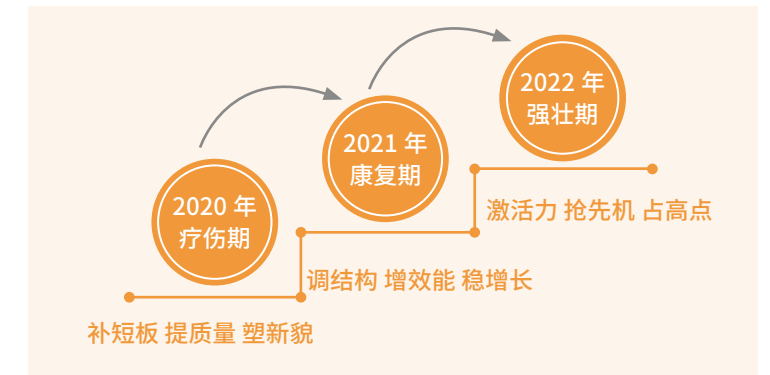 2020 年
疗伤期
补短板 提质量 塑新貌
2021 年
康复期
调结构 增效能 稳增长
2022 年
强壮期
激活力 抢先机 占高点